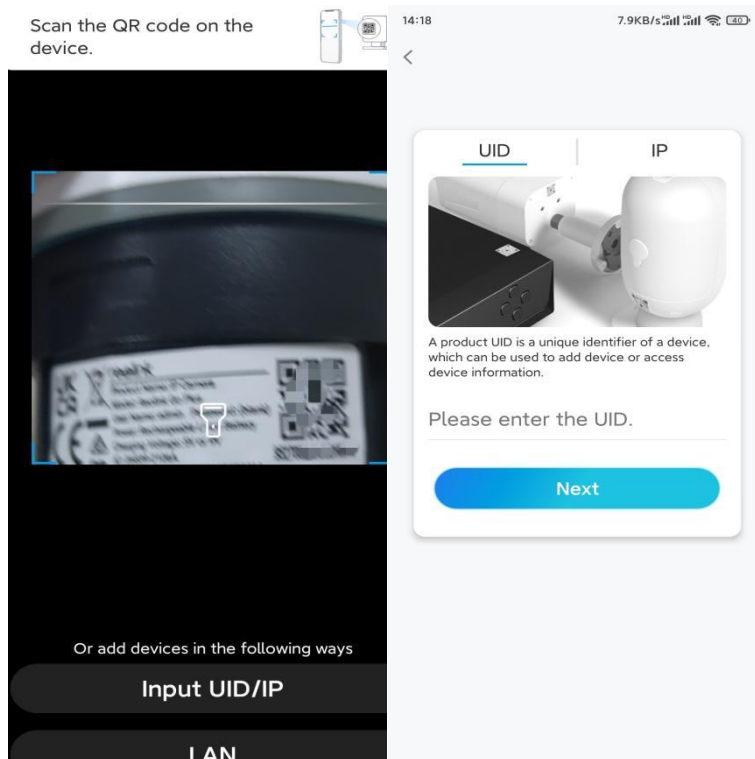 Scan the QR code on the
device.
Or add devices in the following ways
Input UID/IP
LAN
14:18
7.9KB/s
HD
HD
40
UID
IP
A product UID is a unique identifier of a device,
which can be used to add device or access
device information.
Please enter the UID.
Next